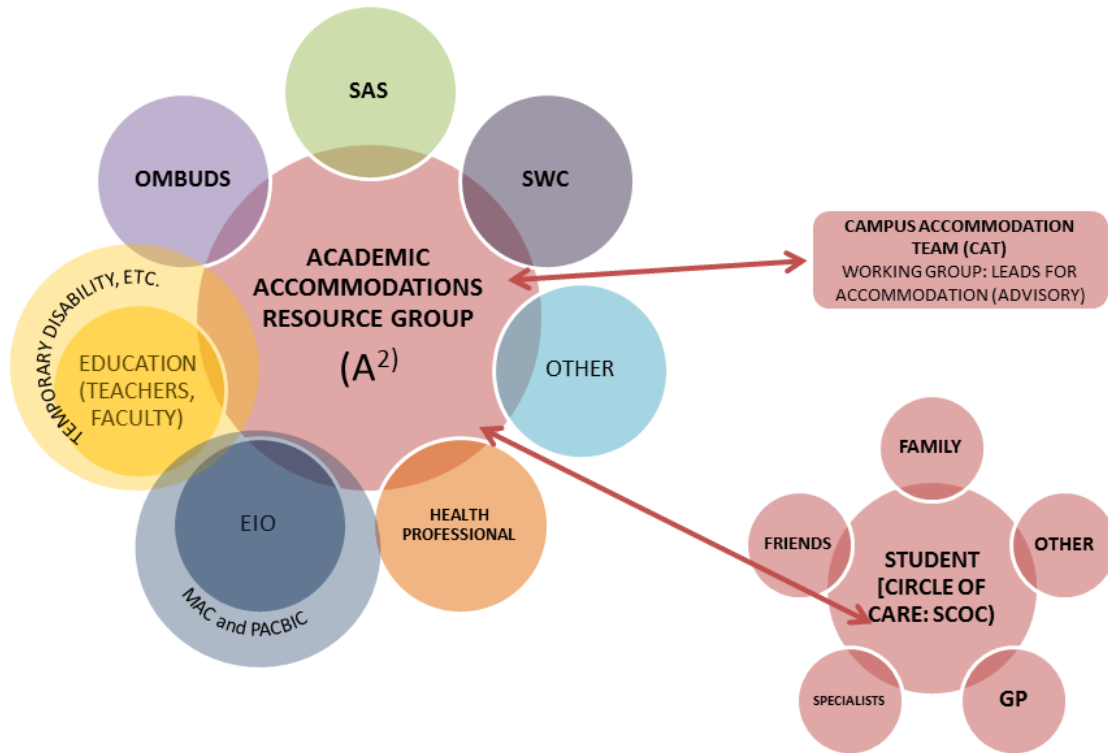 SAS
OMBUDS
SWC
ACADEMIC
ACCOMMODATIONS
RESOURCE GROUP
(A²)
CAMPUS ACCOMMODATION
TEAM (CAT)
WORKING GROUP: LEADS FOR
ACCOMMODATION (ADVISORY)
TEMPORARY DISABILITY, ETC.
EDUCATION
(TEACHERS,
FACULTY)
OTHER
EIO
MAC and PACBIC
HEALTH
PROFESSIONAL
FAMILY
FRIENDS
OTHER
STUDENT
[CIRCLE OF
CARE: SCOC)
SPECIALISTS
GP